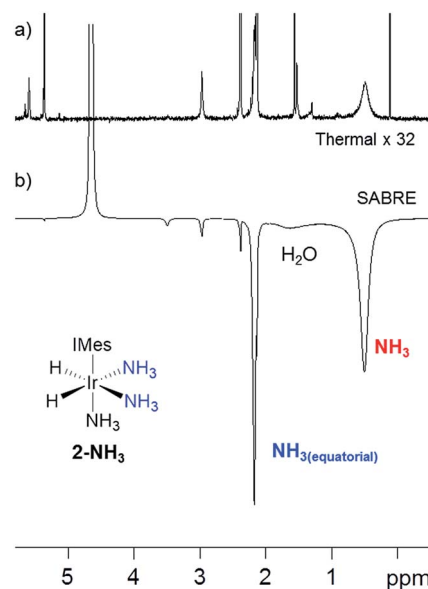 a)
Thermal x 32
b)
SABRE
H₂O
IMes
H NH₃
Ir
H NH₃
NH₃
2-NH₃
NH₃
NH₃(equatorial)
5 4 3 2 1 ppm